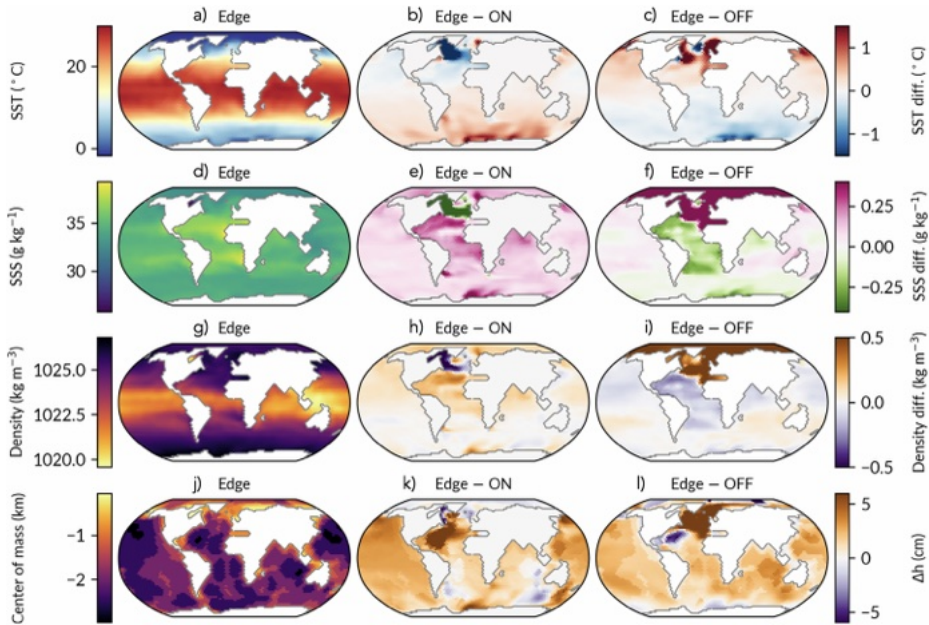 a) Edge
b) Edge − ON
c) Edge − OFF
SST (°C)
20
0
SST diff. (°C)
1
0
−1
d) Edge
e) Edge − ON
f) Edge − OFF
SSS (g kg⁻¹)
35
30
SSS diff. (g kg⁻¹)
0.25
0.00
−0.25
g) Edge
h) Edge − ON
i) Edge − OFF
Density (kg m⁻³)
1025.0
1022.5
1020.0
Density diff. (kg m⁻³)
0.5
0.0
−0.5
j) Edge
k) Edge − ON
l) Edge − OFF
Center of mass (km)
−1
−2
Δh (cm)
5
0
−5